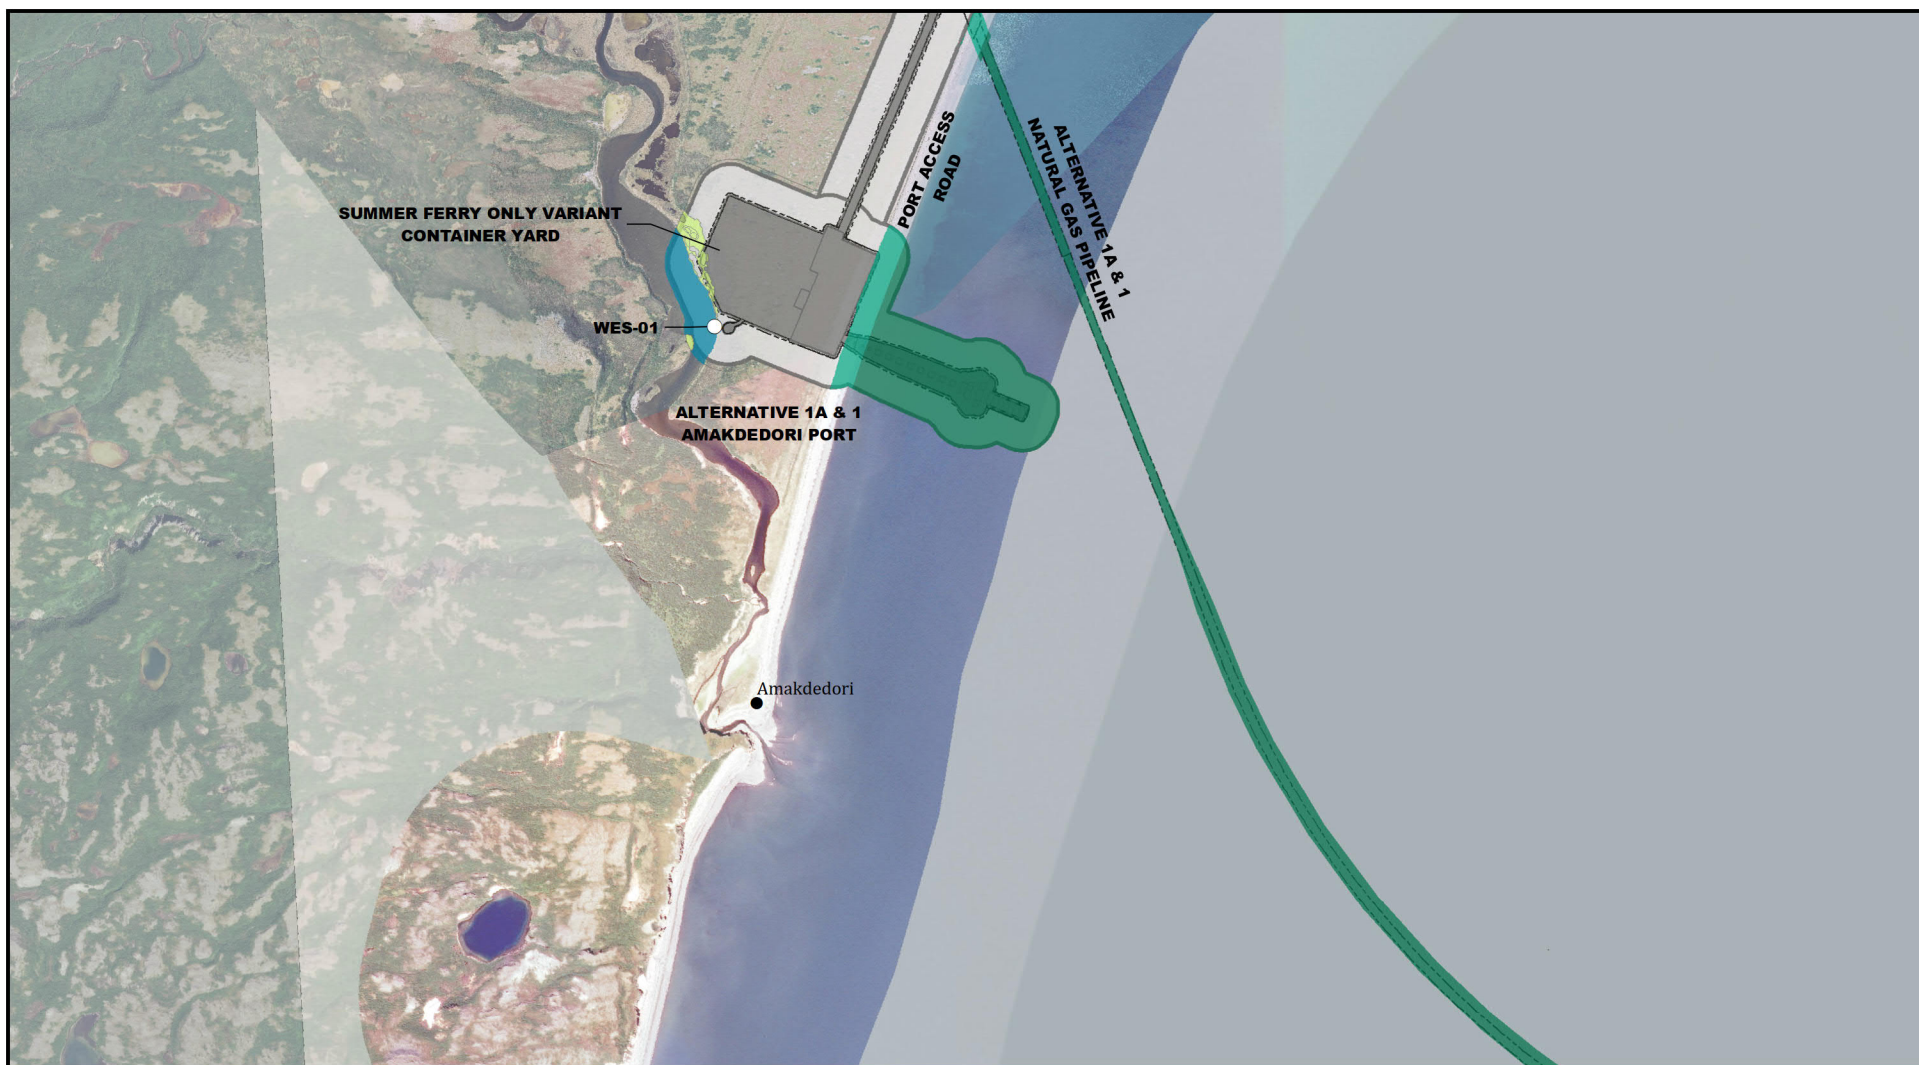 SUMMER FERRY ONLY VARIANT
CONTAINER YARD
PORT ACCESS
ROAD
ALTERNATIVE 1A & 1
NATURAL GAS PIPELINE
WES-01
ALTERNATIVE 1A & 1
AMAKDEDORI PORT
Amakdedori